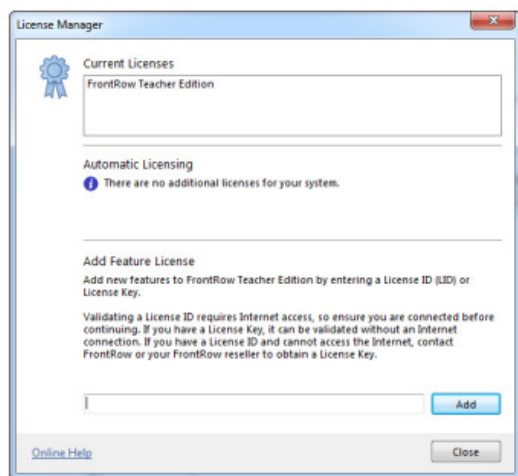 License Manager
Current Licenses
FrontRow Teacher Edition
Automatic Licensing
There are no additional licenses for your system.
Add Feature License
Add new features to FrontRow Teacher Edition by entering a License ID (LID) or
License Key.
Validating a License ID requires Internet access, so ensure you are connected before
continuing. If you have a License Key, it can be validated without an Internet
connection. If you have a License ID and cannot access the Internet, contact
FrontRow or your FrontRow reseller to obtain a License Key.
Add
Online Help
Close